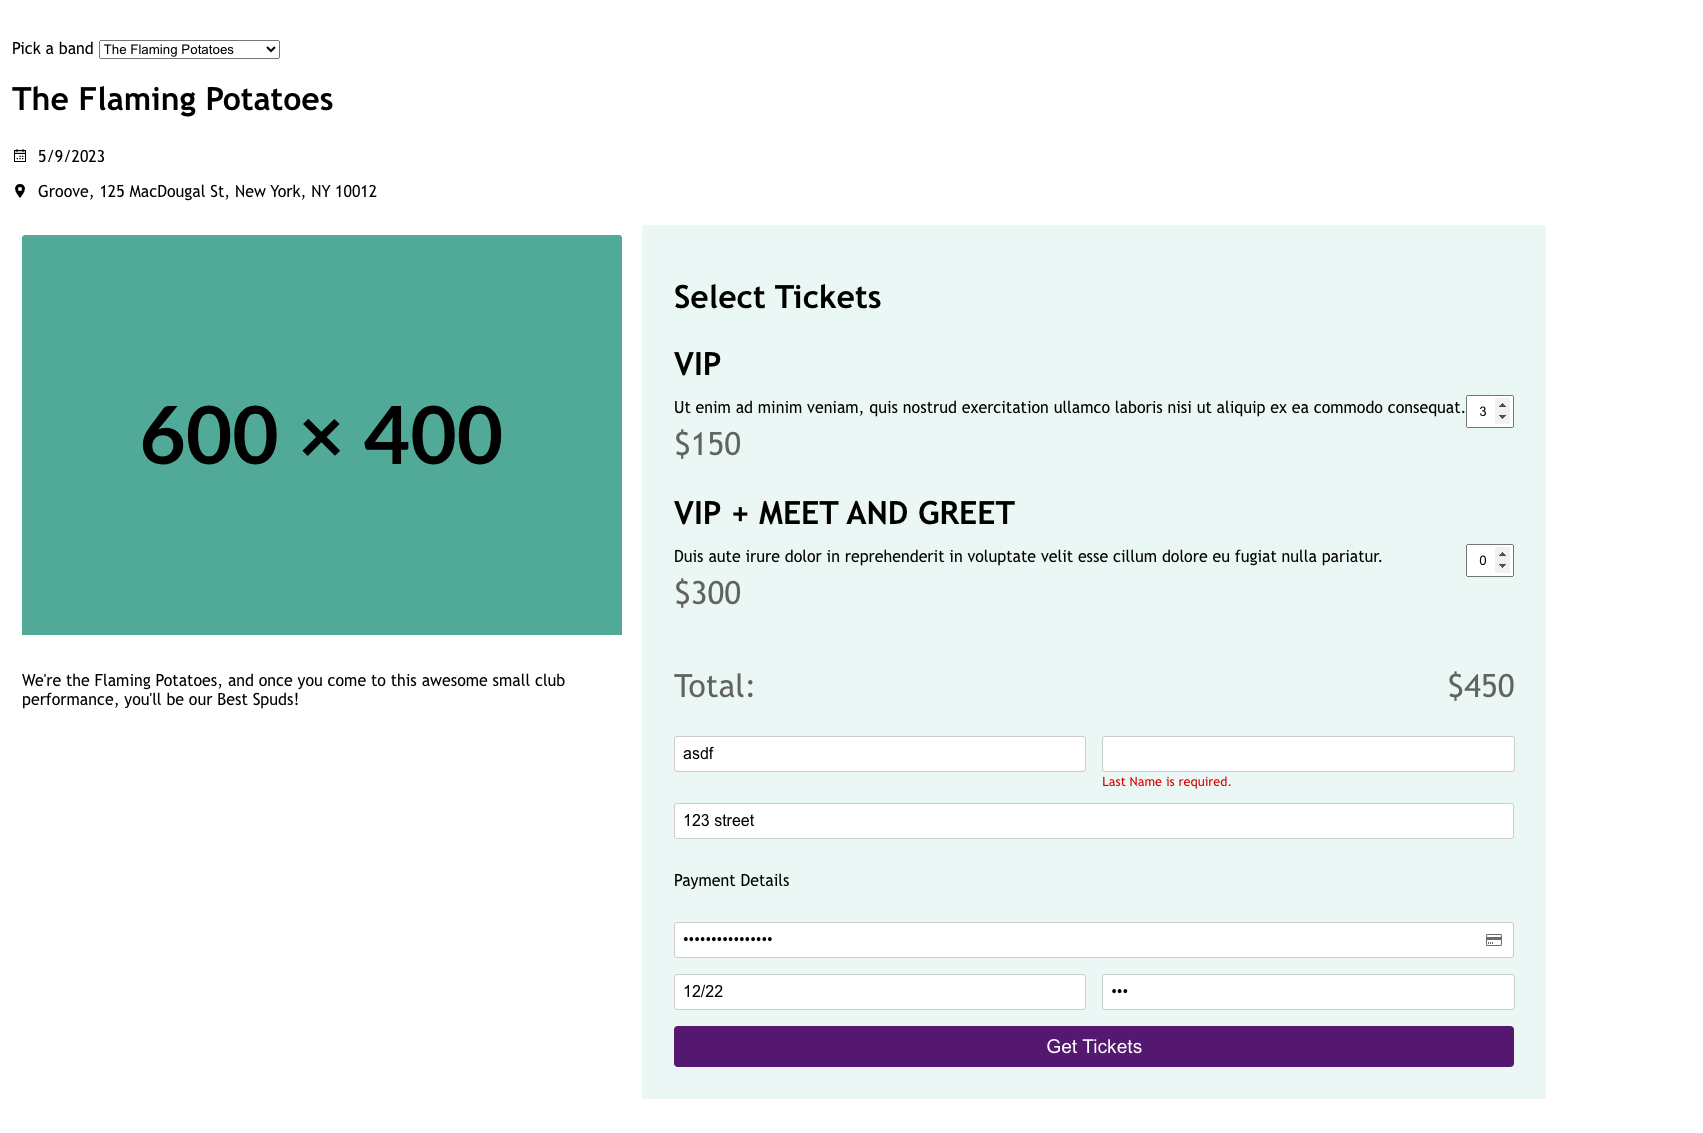 Pick a band The Flaming Potatoes
The Flaming Potatoes
5/9/2023
Groove, 125 MacDougal St, New York, NY 10012
600 × 400
We're the Flaming Potatoes, and once you come to this awesome small club
performance, you'll be our Best Spuds!
Select Tickets
VIP
Ut enim ad minim veniam, quis nostrud exercitation ullamco laboris nisi ut aliquip ex ea commodo consequat. 3
$150
VIP + MEET AND GREET
Duis aute irure dolor in reprehenderit in voluptate velit esse cillum dolore eu fugiat nulla pariatur. 0
$300
Total: $450
asdf
Last Name is required.
123 street
Payment Details
••••••••••••••••
12/22 •••
Get Tickets